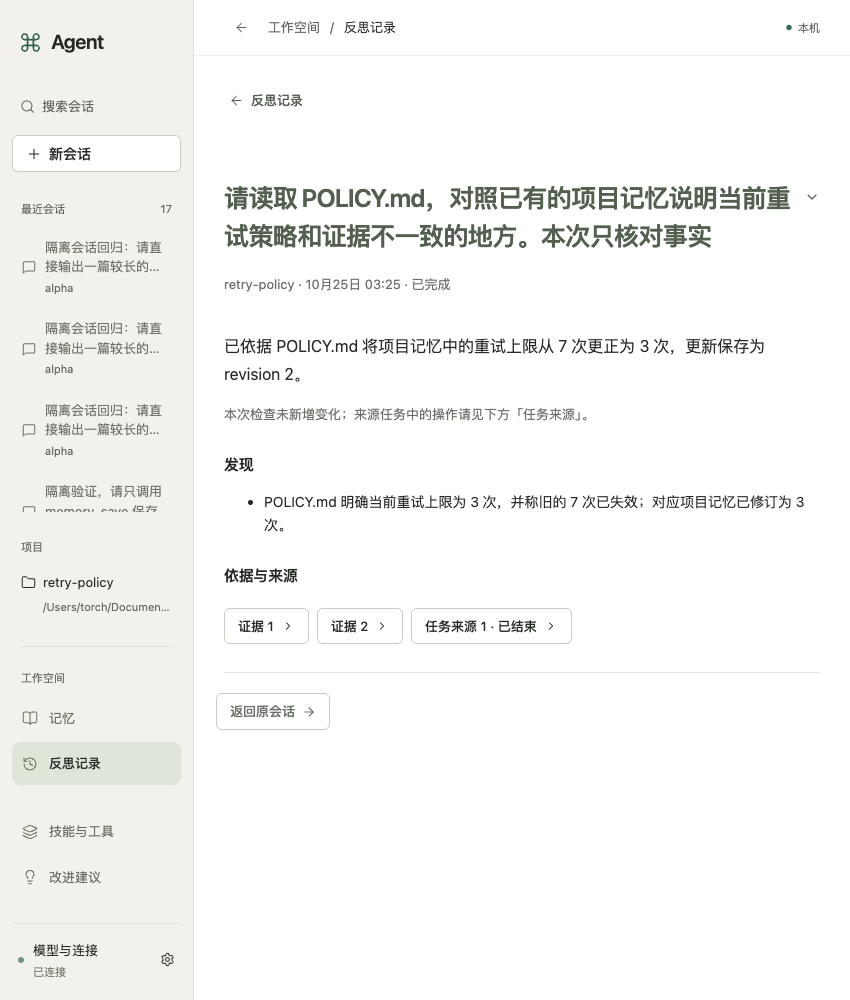 Agent
搜索会话
新会话
最近会话 17
隔离会话回归：请直
接输出一篇较长的...
alpha
隔离会话回归：请直
接输出一篇较长的...
alpha
隔离会话回归：请直
接输出一篇较长的...
alpha
隔离验证，请只调用
memory_save 保存
项目
retry-policy
/Users/torch/Documen...
工作空间
记忆
反思记录
技能与工具
改进建议
模型与连接
已连接
工作空间 / 反思记录
本机
反思记录
请读取 POLICY.md，对照已有的项目记忆说明当前重
试策略和证据不一致的地方。本次只核对事实
retry-policy · 10月25日 03:25 · 已完成
已依据 POLICY.md 将项目记忆中的重试上限从 7 次更正为 3 次，更新保存为
revision 2。
本次检查未新增变化；来源任务中的操作请见下方「任务来源」。
发现
• POLICY.md 明确当前重试上限为 3 次，并称旧的 7 次已失效；对应项目记忆已修订为 3
次。
依据与来源
证据 1
证据 2
任务来源 1 · 已结束
返回原会话